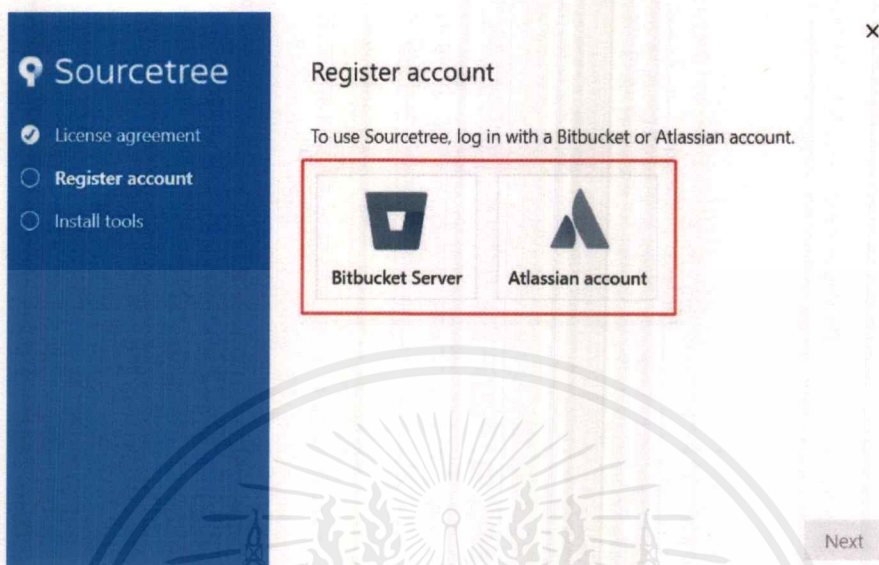 Sourcetree
License agreement
Register account
Install tools
Register account
To use Sourcetree, log in with a Bitbucket or Atlassian account.
Bitbucket Server
Atlassian account
Next